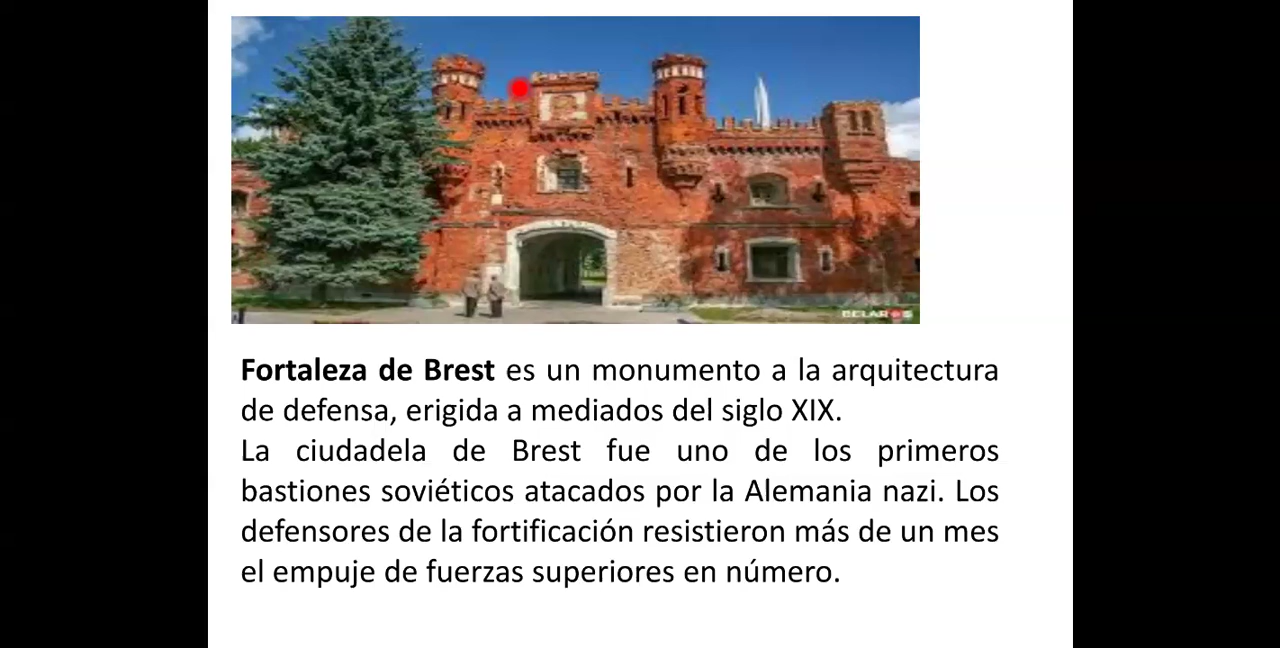 BELARUS
Fortaleza de Brest es un monumento a la arquitectura
de defensa, erigida a mediados del siglo XIX.
La ciudadela de Brest fue uno de los primeros
bastiones soviéticos atacados por la Alemania nazi. Los
defensores de la fortificación resistieron más de un mes
el empuje de fuerzas superiores en número.